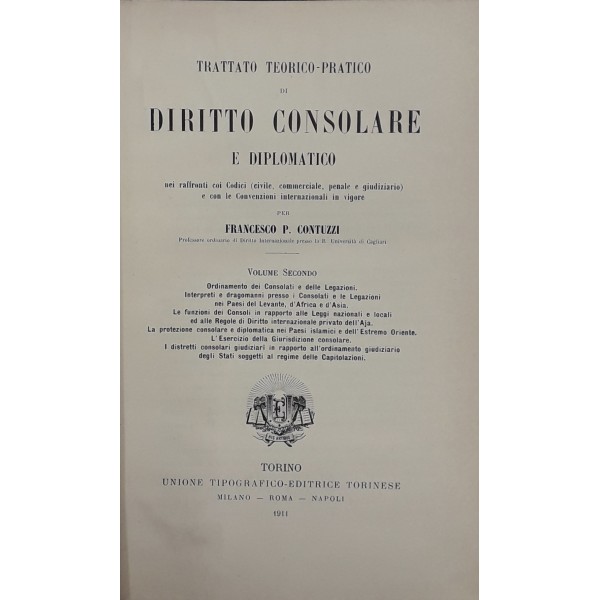 TRATTATO TEORICO-PRATICO
DI
DIRITTO CONSOLARE
E DIPLOMATICO
nei raffronti coi Codici (civile, commerciale, penale e giudiziario)
e con le Convenzioni internazionali in vigore
PER
FRANCESCO P. CONTUZZI
Professore ordinario di Diritto Internazionale presso la R. Università di Cagliari
VOLUME SECONDO
Ordinamento dei Consolati e delle Legazioni.
Interpreti e dragomanni presso i Consolati e le Legazioni
nei Paesi del Levante, d'Africa e d'Asia.
Le funzioni dei Consoli in rapporto alle Leggi nazionali e locali
ed alle Regole di Diritto internazionale privato dell'Aja.
La protezione consolare e diplomatica nei Paesi islamici e dell'Estremo Oriente.
L'Esercizio della Giurisdizione consolare.
I distretti consolari giudiziari in rapporto all'ordinamento giudiziario
degli Stati soggetti al regime delle Capitolazioni.
TORINO
UNIONE TIPOGRAFICO-EDITRICE TORINESE
MILANO — ROMA — NAPOLI
1911